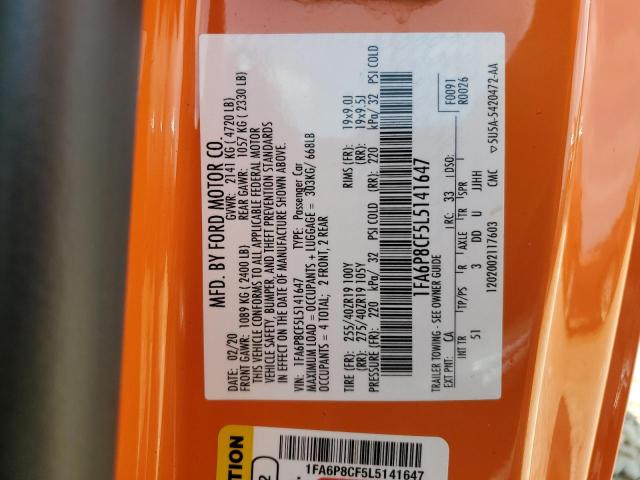 MFD. BY FORD MOTOR CO.
DATE: 02/20 GVWR: 2141 KG ( 4720 LB)
FRONT GAWR: 1089 KG ( 2400 LB) REAR GAWR: 1057 KG ( 2330 LB)
THIS VEHICLE CONFORMS TO ALL APPLICABLE FEDERAL MOTOR
VEHICLE SAFETY, BUMPER, AND THEFT PREVENTION STANDARDS
IN EFFECT ON THE DATE OF MANUFACTURE SHOWN ABOVE.
VIN: 1FA6P8CF5L5141647 TYPE: Passenger Car
MAXIMUM LOAD = OCCUPANTS + LUGGAGE = 303KG/ 668LB
OCCUPANTS = 4 TOTAL; 2 FRONT; 2 REAR
TIRE (FR): 255/40ZR19 100Y RIMS (FR): 19x9.0J
(RR): 275/40ZR19 105Y (RR): 19x9.5J
PRESSURE (FR): 220 kPa/ 32 PSI COLD (RR): 220 kPa/ 32 PSI COLD
1FA6P8CF5L5141647
TRAILER TOWING - SEE OWNER GUIDE F0091
EXT PNT: CA RC: 33 DSO: R0026
INT TR TP/PS R AXLE TR SPR
51 3 DD U JJHH
1202002117603 CMC ▽5U5A-5420472-AA
TION
2
1FA6P8CF5L5141647